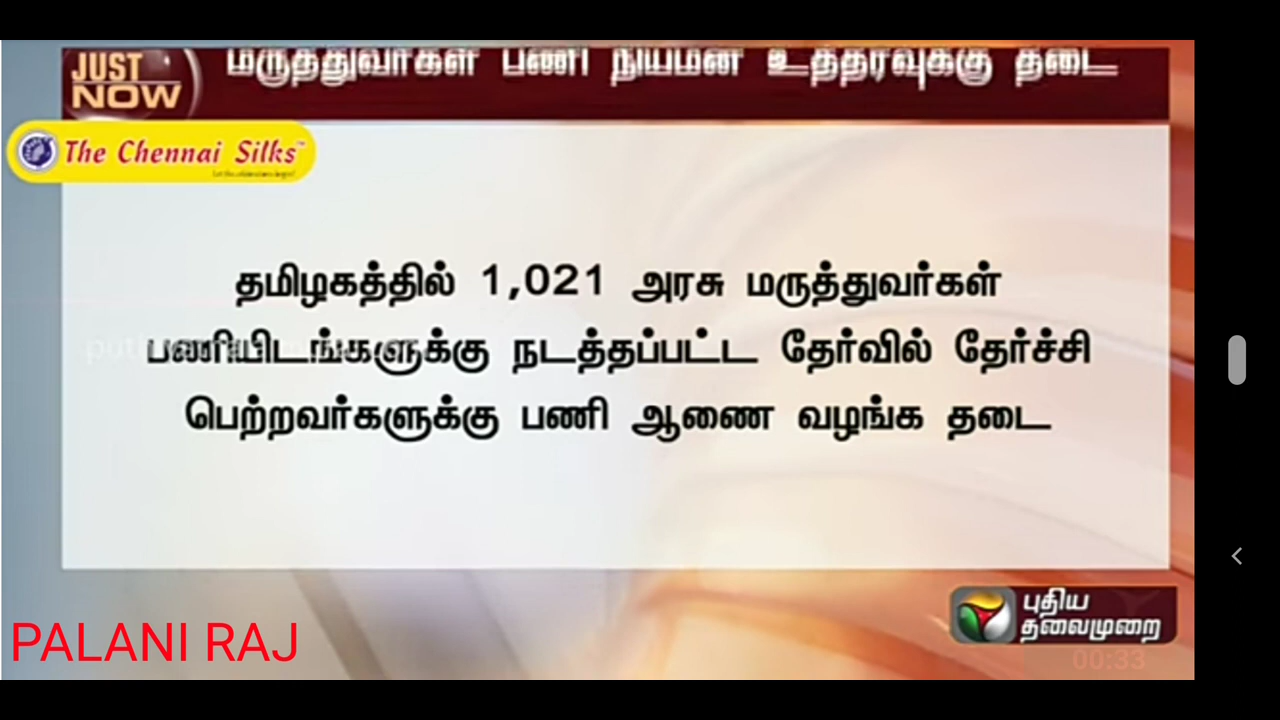 JUST NOW
மருத்துவர்கள் பணி நியமன உத்தரவுக்கு தடை
The Chennai Silks™
தமிழகத்தில் 1,021 அரசு மருத்துவர்கள்
பணியிடங்களுக்கு நடத்தப்பட்ட தேர்வில் தேர்ச்சி
பெற்றவர்களுக்கு பணி ஆணை வழங்க தடை
புதிய
தலைமுறை
00:33
PALANI RAJ